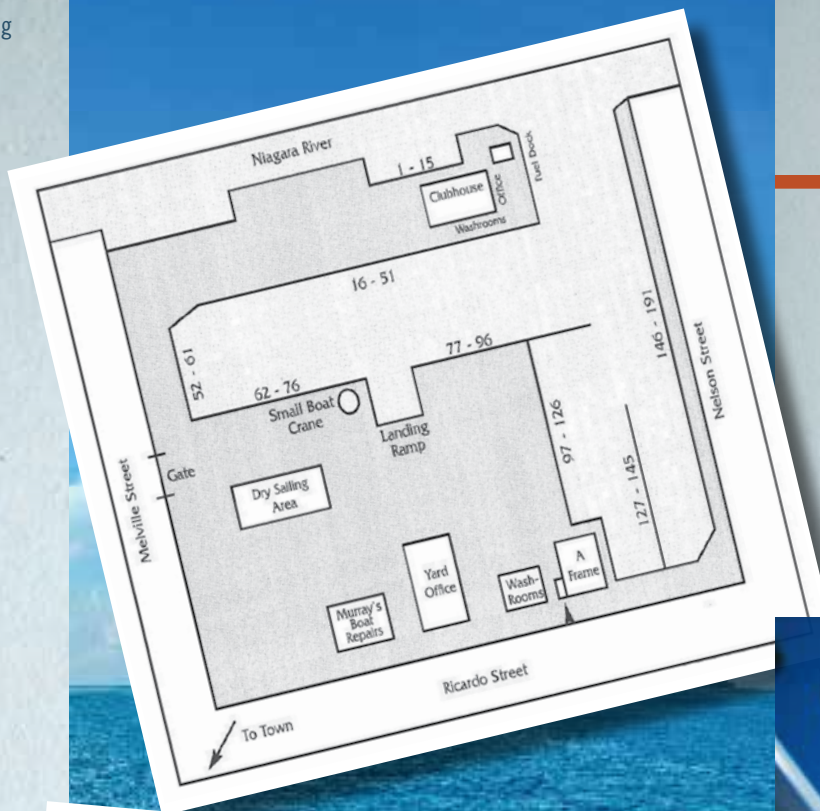 g
Niagara River
1 - 15
Clubhouse
Office
Fuel Dock
Washrooms
16 - 51
52 - 61
62 - 76
Small Boat
Crane
77 - 96
Landing
Ramp
146 - 191
Nelson Street
97 - 126
127 - 145
Melville Street
Gate
Dry Sailing
Area
Yard
Office
Wash-
Rooms
A
Frame
Murray's
Boat
Repairs
Ricardo Street
To Town